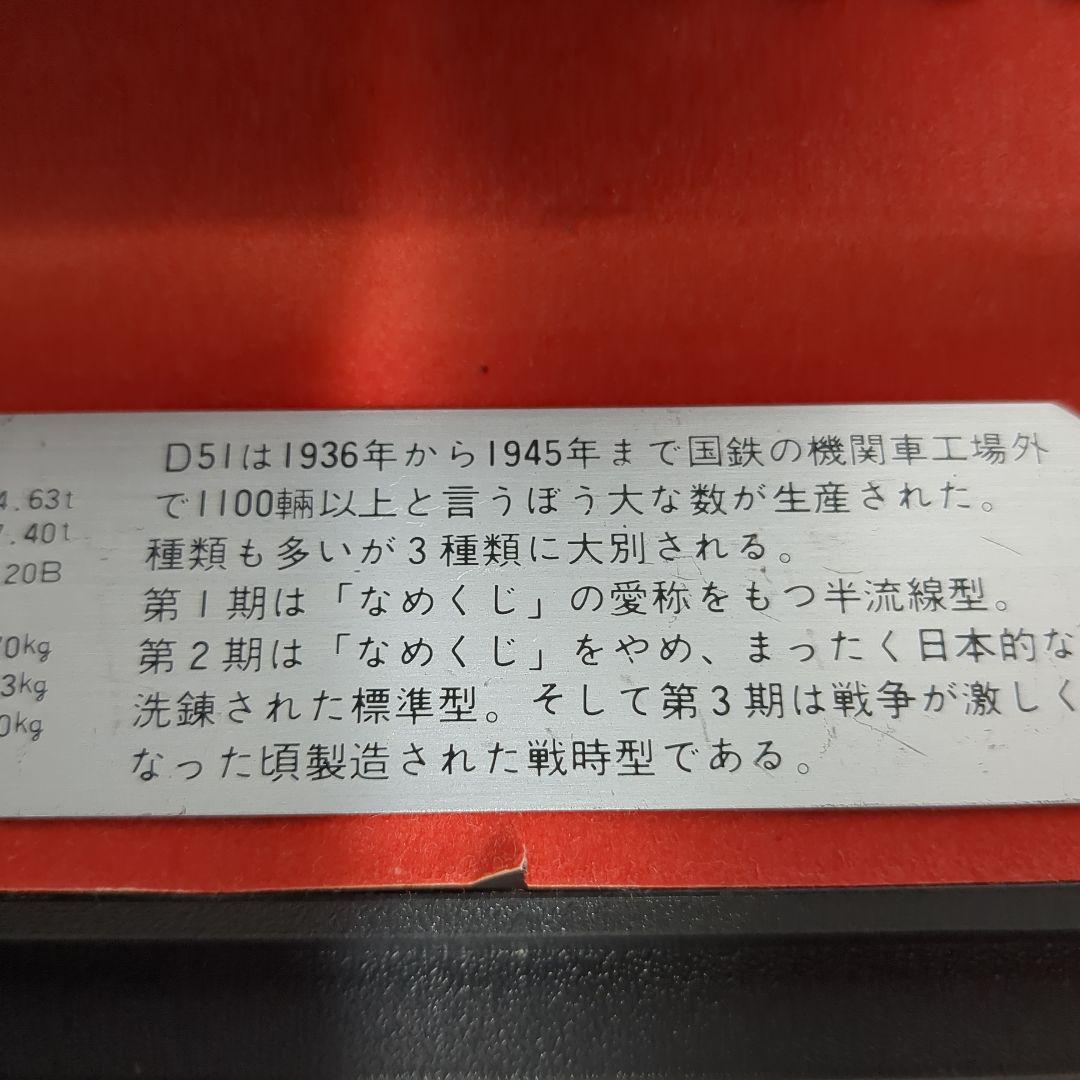 D51は1936年から1945年まで国鉄の機関車工場外
で1100輛以上と言うぼう大な数が生産された。
種類も多いが3種類に大別される。
第1期は「なめくじ」の愛称をもつ半流線型。
第2期は「なめくじ」をやめ、まったく日本的な
洗錬された標準型。そして第3期は戦争が激しく
なった頃製造された戦時型である。
4.63t
7.40t
20B
70kg
3kg
0kg